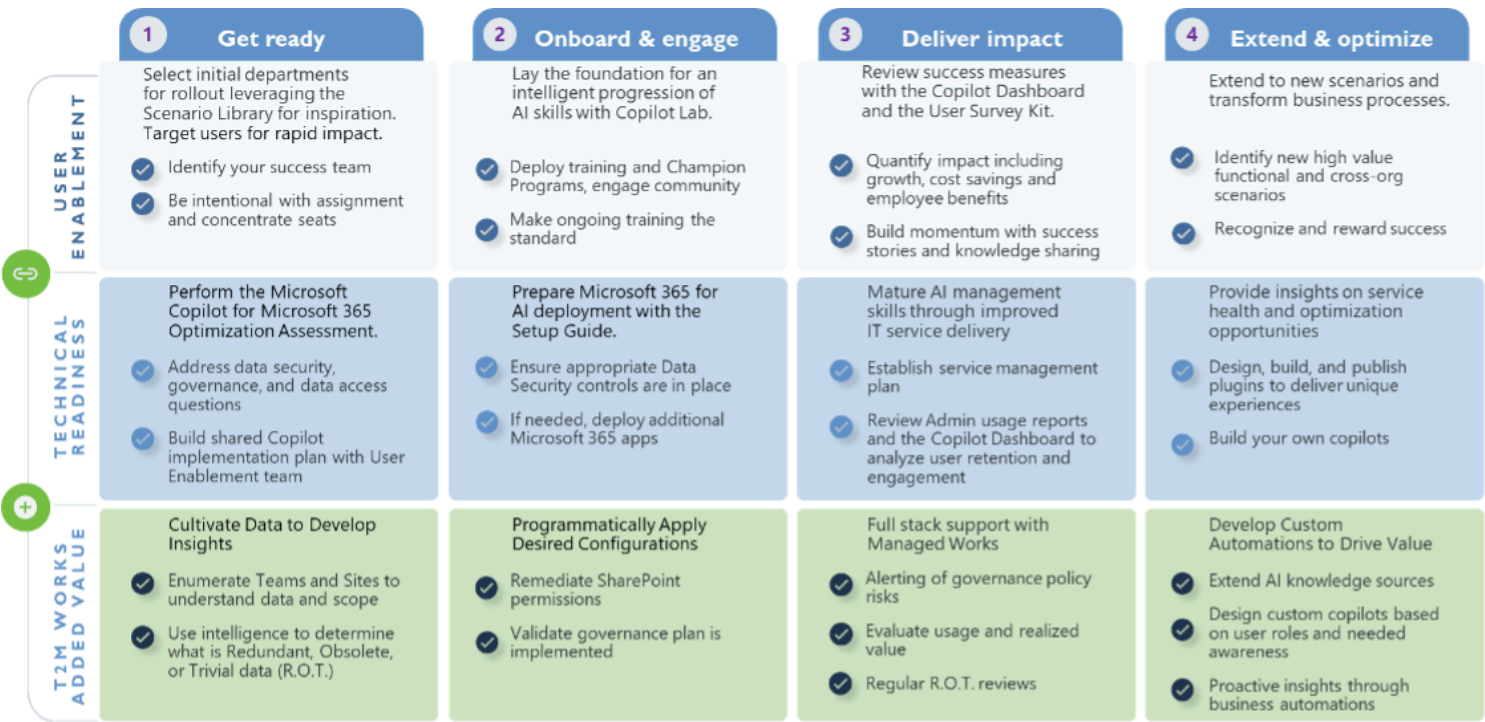 1
Get ready
2
Onboard & engage
3
Deliver impact
4
Extend & optimize
USER
ENABLEMENT
Select initial departments
for rollout leveraging the
Scenario Library for inspiration.
Target users for rapid impact.
Identify your success team
Be intentional with assignment
and concentrate seats
Lay the foundation for an
intelligent progression of
AI skills with Copilot Lab.
Deploy training and Champion
Programs, engage community
Make ongoing training the
standard
Review success measures
with the Copilot Dashboard
and the User Survey Kit.
Quantify impact including
growth, cost savings and
employee benefits
Build momentum with success
stories and knowledge sharing
Extend to new scenarios and
transform business processes.
Identify new high value
functional and cross-org
scenarios
Recognize and reward success
TECHNICAL
READINESS
Perform the Microsoft
Copilot for Microsoft 365
Optimization Assessment.
Address data security,
governance, and data access
questions
Build shared Copilot
implementation plan with User
Enablement team
Prepare Microsoft 365 for
AI deployment with the
Setup Guide.
Ensure appropriate Data
Security controls are in place
If needed, deploy additional
Microsoft 365 apps
Mature AI management
skills through improved
IT service delivery
Establish service management
plan
Review Admin usage reports
and the Copilot Dashboard to
analyze user retention and
engagement
Provide insights on service
health and optimization
opportunities
Design, build, and publish
plugins to deliver unique
experiences
Build your own copilots
T2M WORKS
ADDED VALUE
Cultivate Data to Develop
Insights
Enumerate Teams and Sites to
understand data and scope
Use intelligence to determine
what is Redundant, Obsolete,
or Trivial data (R.O.T.)
Programmatically Apply
Desired Configurations
Remediate SharePoint
permissions
Validate governance plan is
implemented
Full stack support with
Managed Works
Alerting of governance policy
risks
Evaluate usage and realized
value
Regular R.O.T. reviews
Develop Custom
Automations to Drive Value
Extend AI knowledge sources
Design custom copilots based
on user roles and needed
awareness
Proactive insights through
business automations